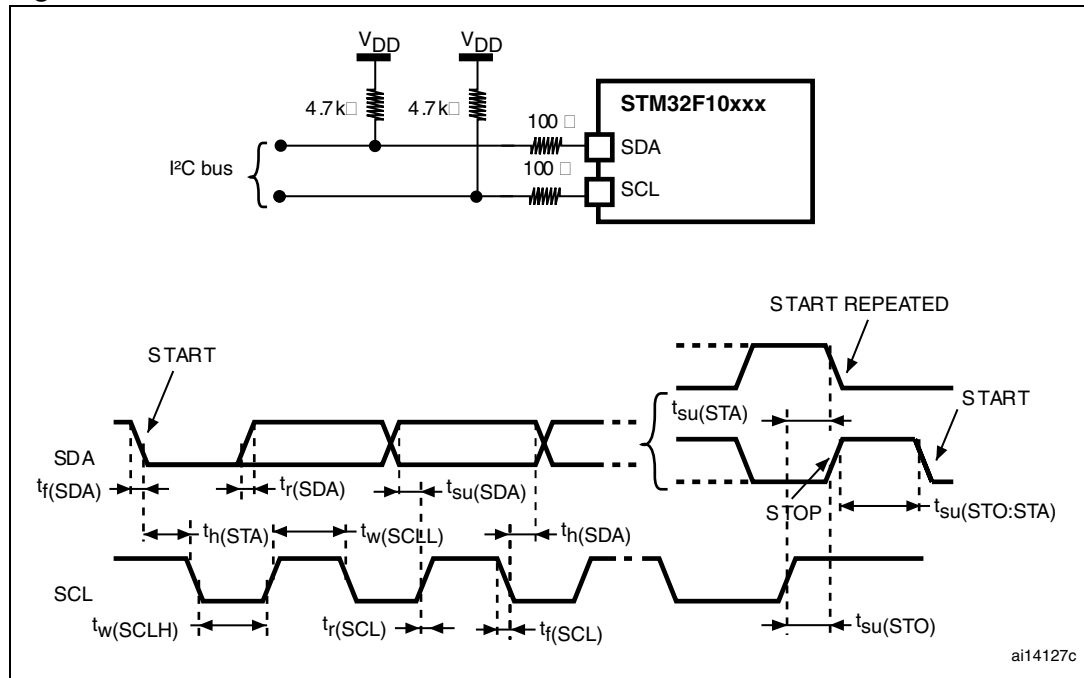 VDD VDD
STM32F10xxx
4.7k□ 4.7k□
100 □
SDA
I²C bus
100 □
SCL
START REPEATED
START
tsu(STA)
START
SDA
tf(SDA)
tr(SDA)
tsu(SDA)
STOP
tsu(STO:STA)
th(STA)
tw(SCLL)
th(SDA)
SCL
tw(SCLH)
tr(SCL)
tf(SCL)
tsu(STO)
ai14127c